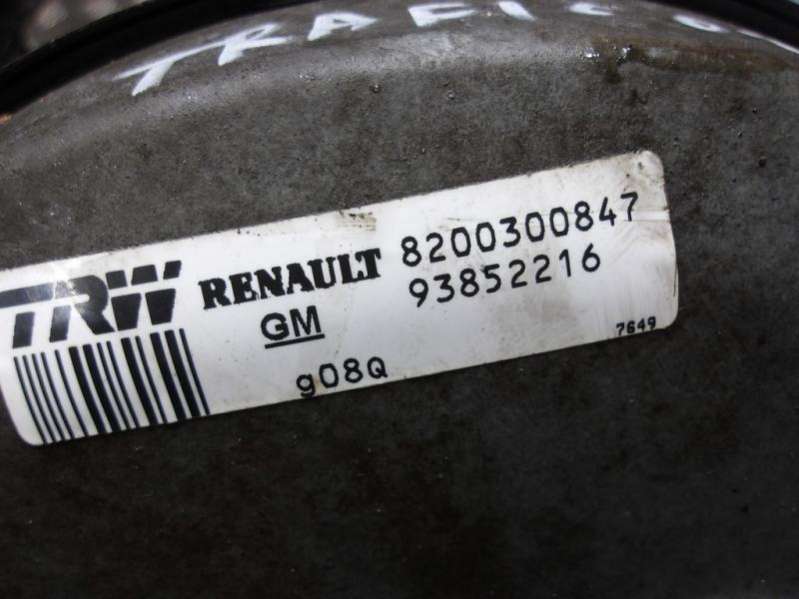 TRAFIC
TRW RENAULT 8200300847
GM 93852216
g08Q 7649